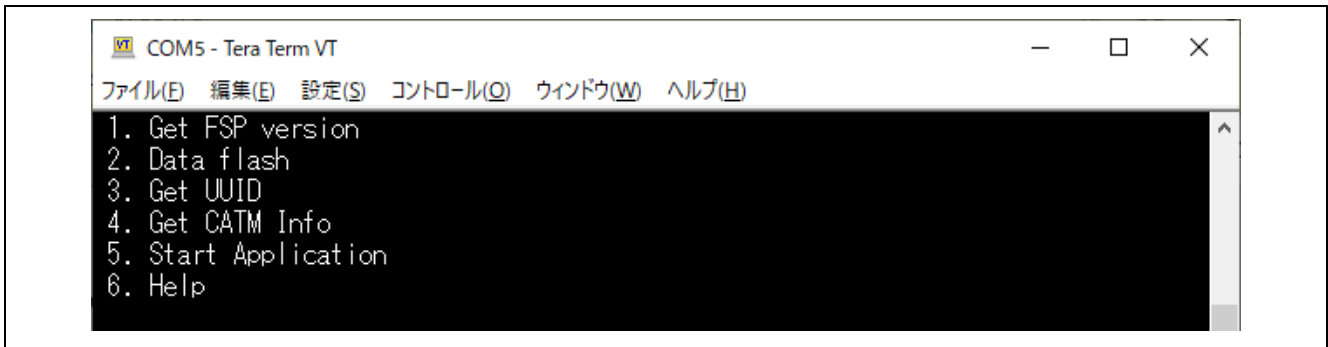 COM5 - Tera Term VT
ファイル(F) 編集(E) 設定(S) コントロール(O) ウィンドウ(W) ヘルプ(H)
1. Get FSP version
2. Data flash
3. Get UUID
4. Get CATM Info
5. Start Application
6. Help